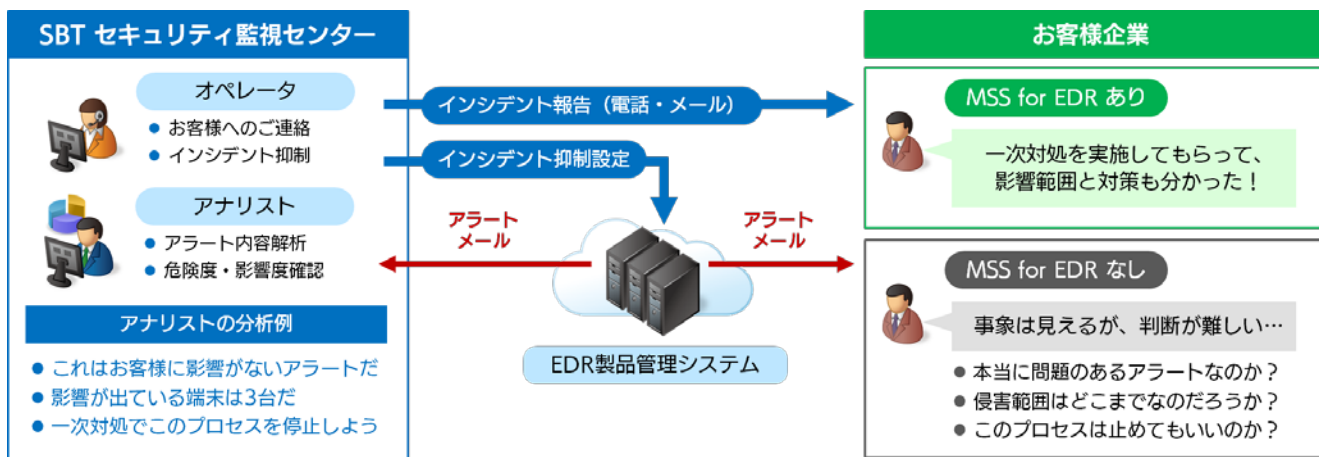 SBT セキュリティ監視センター
オペレータ
● お客様へのご連絡
● インシデント抑制
アナリスト
● アラート内容解析
● 危険度・影響度確認
アナリストの分析例
● これはお客様に影響がないアラートだ
● 影響が出ている端末は3台だ
● 一次対処でこのプロセスを停止しよう
インシデント報告（電話・メール）
インシデント抑制設定
アラート
メール
アラート
メール
EDR製品管理システム
お客様企業
MSS for EDR あり
一次対処を実施してもらって、
影響範囲と対策も分かった！
MSS for EDR なし
事象は見えるが、判断が難しい…
● 本当に問題のあるアラートなのか？
● 侵害範囲はどこまでなのだろうか？
● このプロセスは止めてもいいのか？